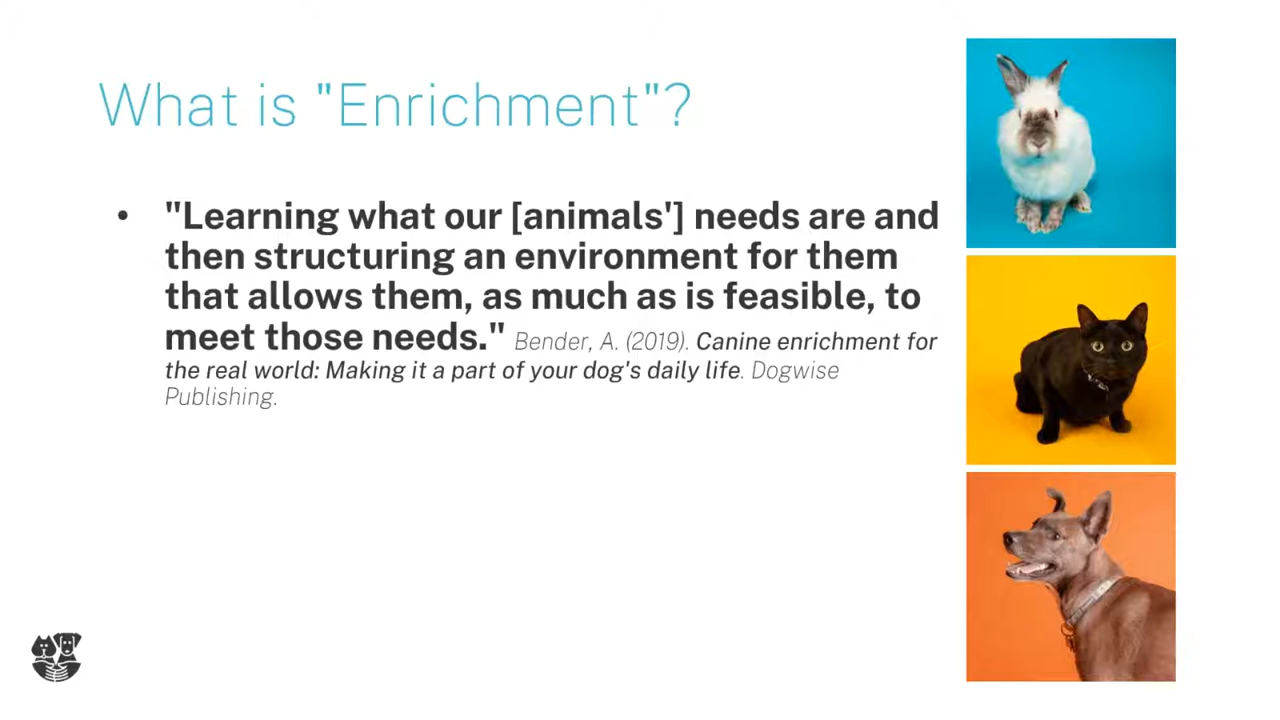 What is "Enrichment"?
• "Learning what our [animals'] needs are and
then structuring an environment for them
that allows them, as much as is feasible, to
meet those needs." Bender, A. (2019). Canine enrichment for
the real world: Making it a part of your dog's daily life. Dogwise
Publishing.